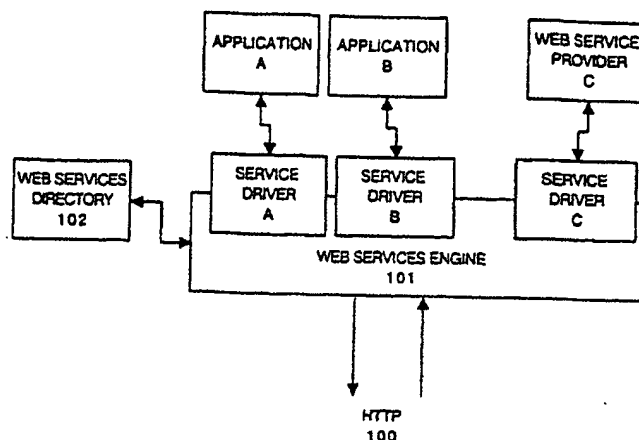 APPLICATION
A
APPLICATION
B
WEB SERVICE
PROVIDER
C
WEB SERVICES
DIRECTORY
102
SERVICE
DRIVER
A
SERVICE
DRIVER
B
SERVICE
DRIVER
C
WEB SERVICES ENGINE
101
HTTP
100